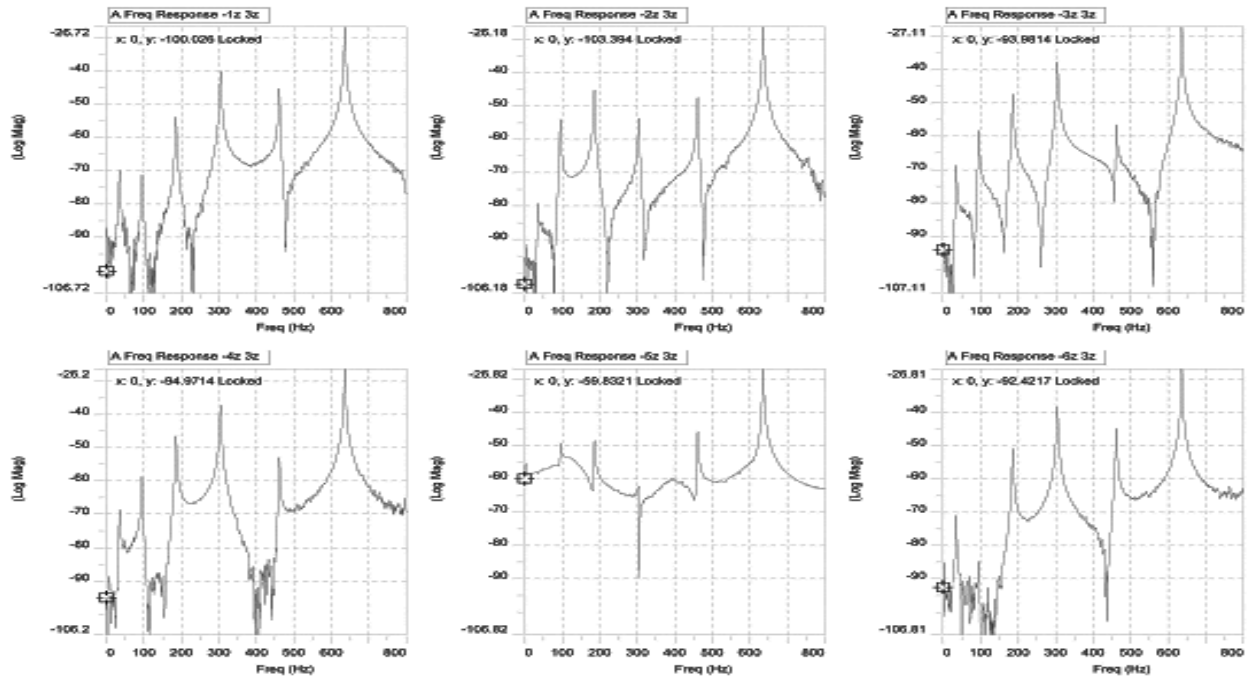 A Freq Response -1z 3z
-26.72
x: 0, y: -100.026 Locked
-40
-50
-60
-70
-80
-90
-106.72
(Log Mag)
0 100 200 300 400 500 600 800
Freq (Hz)
A Freq Response -2z 3z
-26.18
x: 0, y: -103.394 Locked
-40
-50
-60
-70
-80
-90
-106.18
(Log Mag)
0 100 200 300 400 500 600 800
Freq (Hz)
A Freq Response -3z 3z
-27.11
x: 0, y: -93.9814 Locked
-40
-50
-60
-70
-80
-90
-107.11
(Log Mag)
0 100 200 300 400 500 600 800
Freq (Hz)
A Freq Response -4z 3z
-26.2
x: 0, y: -94.9714 Locked
-40
-50
-60
-70
-80
-90
-106.2
(Log Mag)
0 100 200 300 400 500 600 800
Freq (Hz)
A Freq Response -5z 3z
-26.82
x: 0, y: -59.8321 Locked
-40
-50
-60
-70
-80
-90
-106.82
(Log Mag)
0 100 200 300 400 500 600 800
Freq (Hz)
A Freq Response -6z 3z
-26.81
x: 0, y: -92.4217 Locked
-40
-50
-60
-70
-80
-90
-106.81
(Log Mag)
0 100 200 300 400 500 600 800
Freq (Hz)